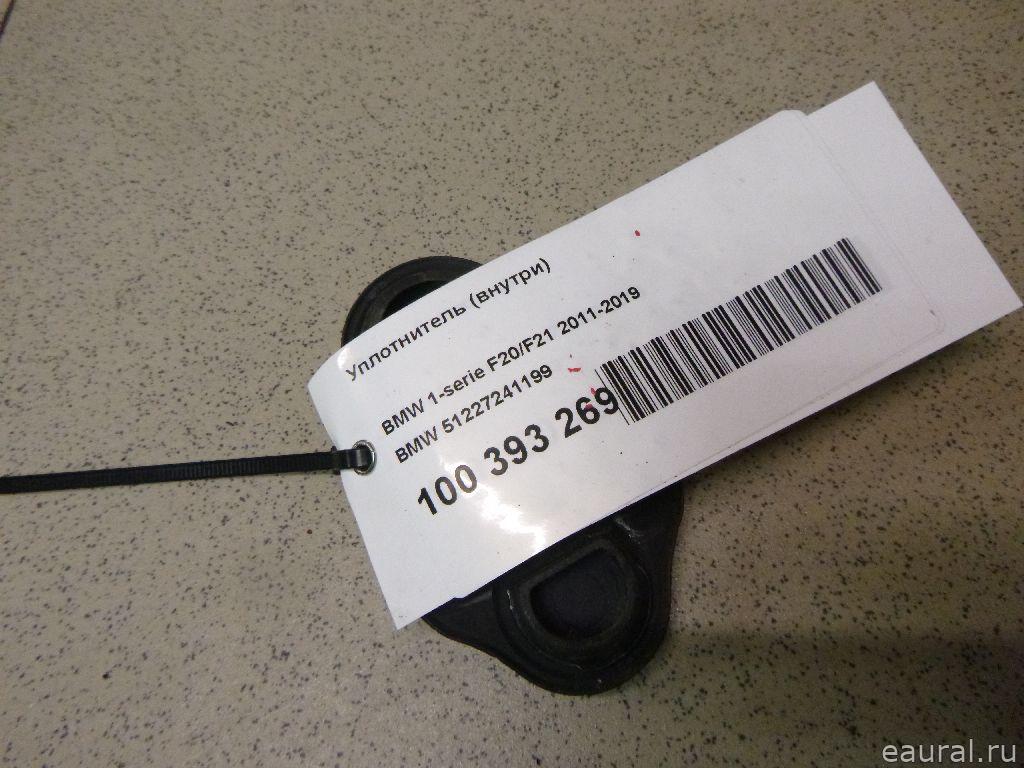 Уплотнитель (внутри)
BMW 1-serie F20/F21 2011-2019
BMW 51227241199
100 393 269
eaural.ru